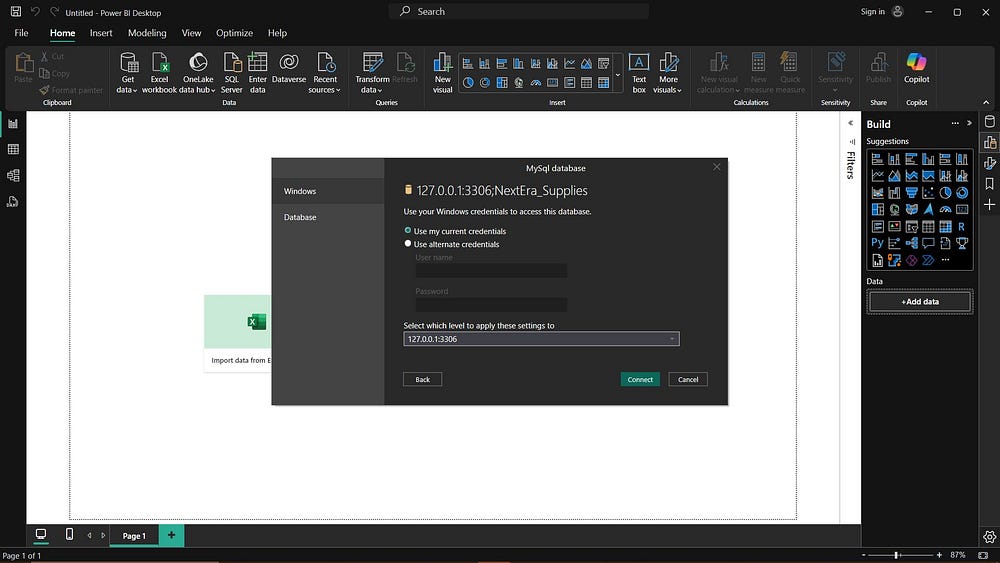 Untitled - Power BI Desktop
Search
Sign in
File Home Insert Modeling View Optimize Help
Paste
Cut
Copy
Format painter
Clipboard
Get data
Excel workbook
OneLake data hub
SQL Server
Enter data
Dataverse
Recent sources
Data
Transform data
Refresh
Queries
New visual
Text box
More visuals
Insert
New visual calculation
New measure
Quick measure
Calculations
Sensitivity
Sensitivity
Publish
Share
Copilot
Copilot
MySql database
Windows
Database
127.0.0.1:3306;NextEra_Supplies
Use your Windows credentials to access this database.
Use my current credentials
Use alternate credentials
User name
Password
Select which level to apply these settings to
127.0.0.1:3306
Back
Connect
Cancel
Import data from E
Filters
Build
Suggestions
123
R
Py
Data
+Add data
Page 1
Page 1 of 1
87%